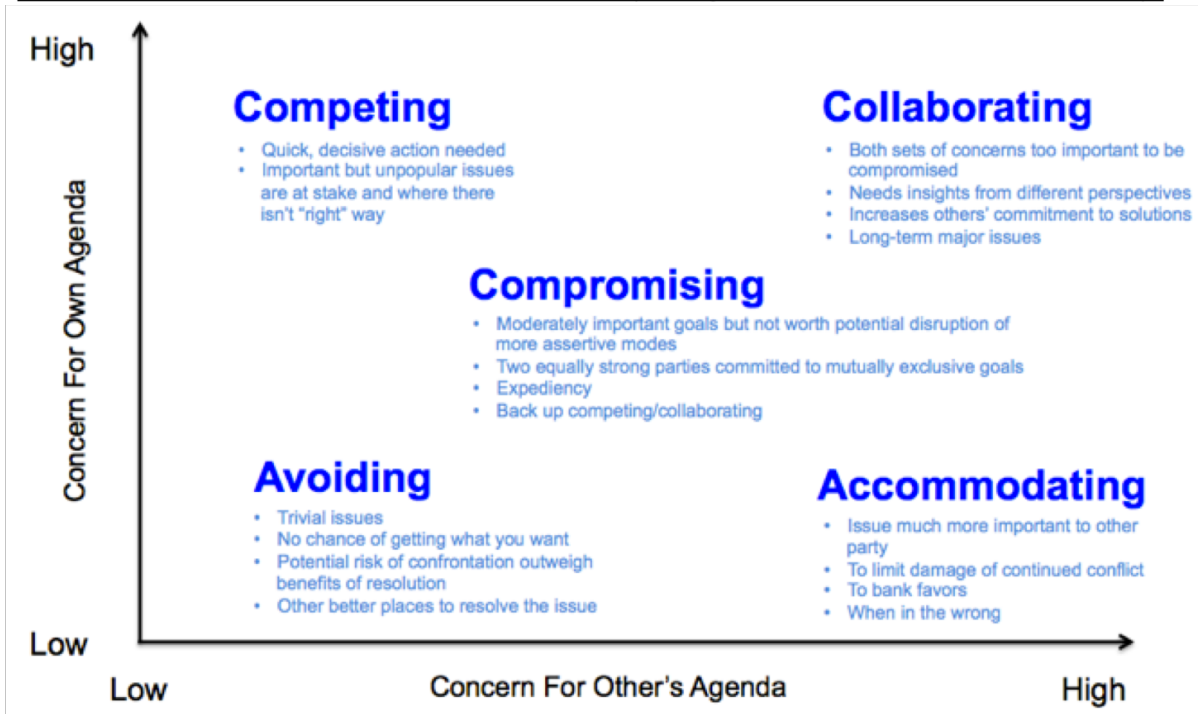 High
Competing
• Quick, decisive action needed
• Important but unpopular issues
are at stake and where there
isn't "right" way
Collaborating
• Both sets of concerns too important to be
compromised
• Needs insights from different perspectives
• Increases others' commitment to solutions
• Long-term major issues
Concern For Own Agenda
Compromising
• Moderately important goals but not worth potential disruption of
more assertive modes
• Two equally strong parties committed to mutually exclusive goals
• Expediency
• Back up competing/collaborating
Avoiding
• Trivial issues
• No chance of getting what you want
• Potential risk of confrontation outweigh
benefits of resolution
• Other better places to resolve the issue
Accommodating
• Issue much more important to other
party
• To limit damage of continued conflict
• To bank favors
• When in the wrong
Low
Low
Concern For Other's Agenda
High